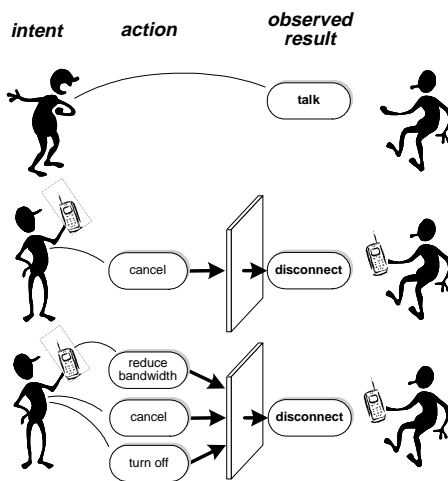 intent
action
observed
result
talk
cancel
disconnect
reduce
bandwidth
cancel
disconnect
turn off